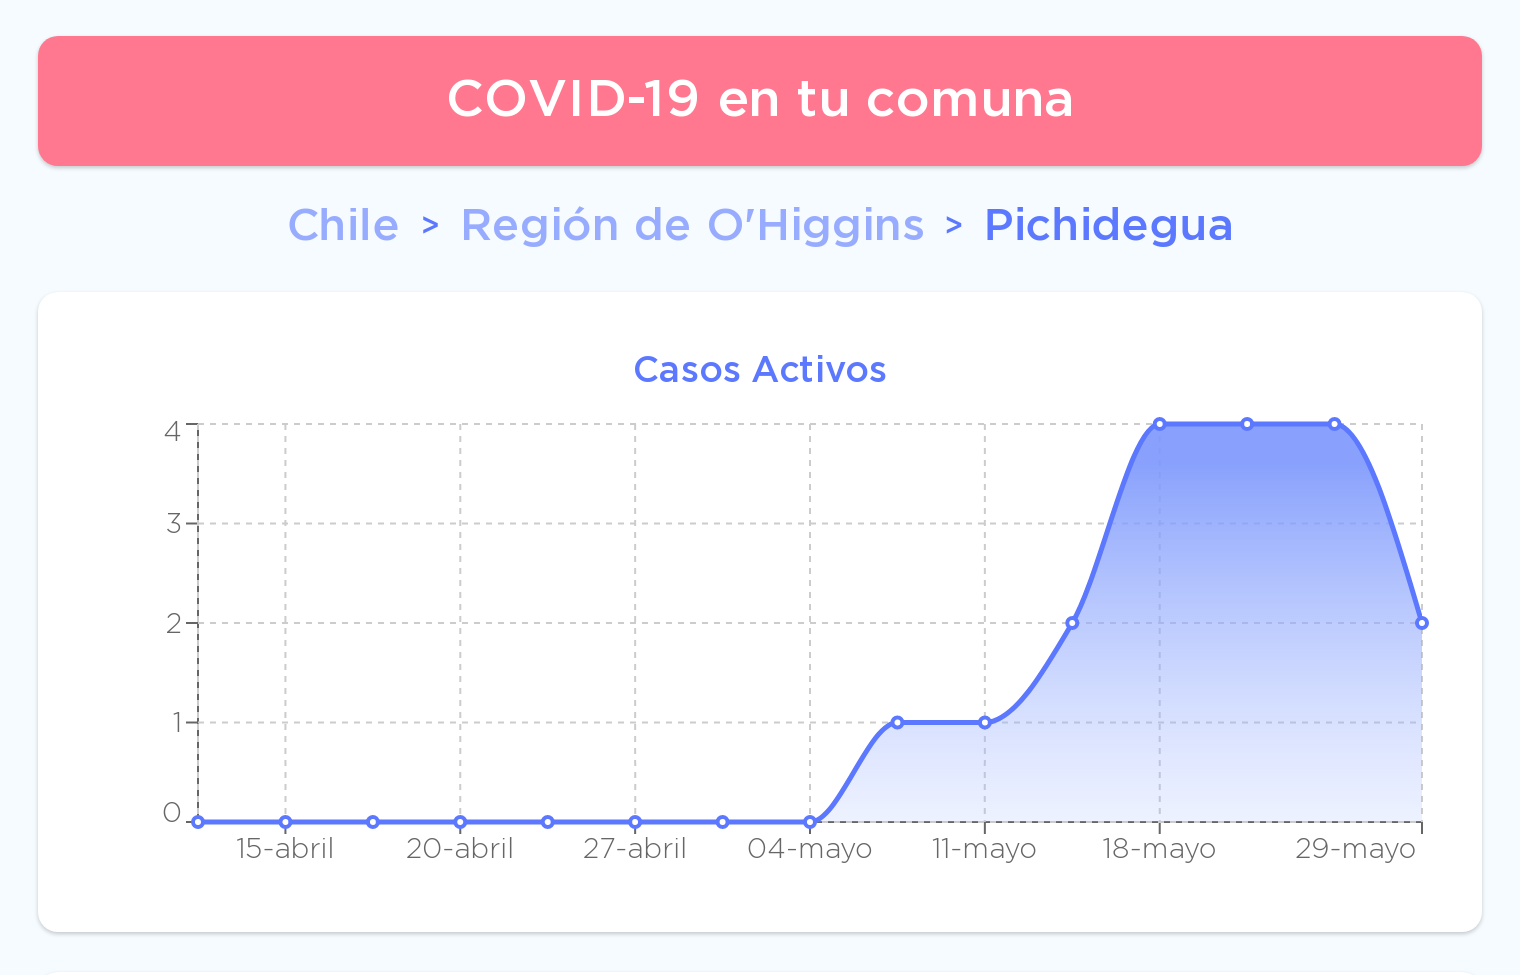 COVID-19 en tu comuna
Chile > Región de O'Higgins > Pichidegua
Casos Activos
4
3
2
1
0
15-abril 20-abril 27-abril 04-mayo 11-mayo 18-mayo 29-mayo